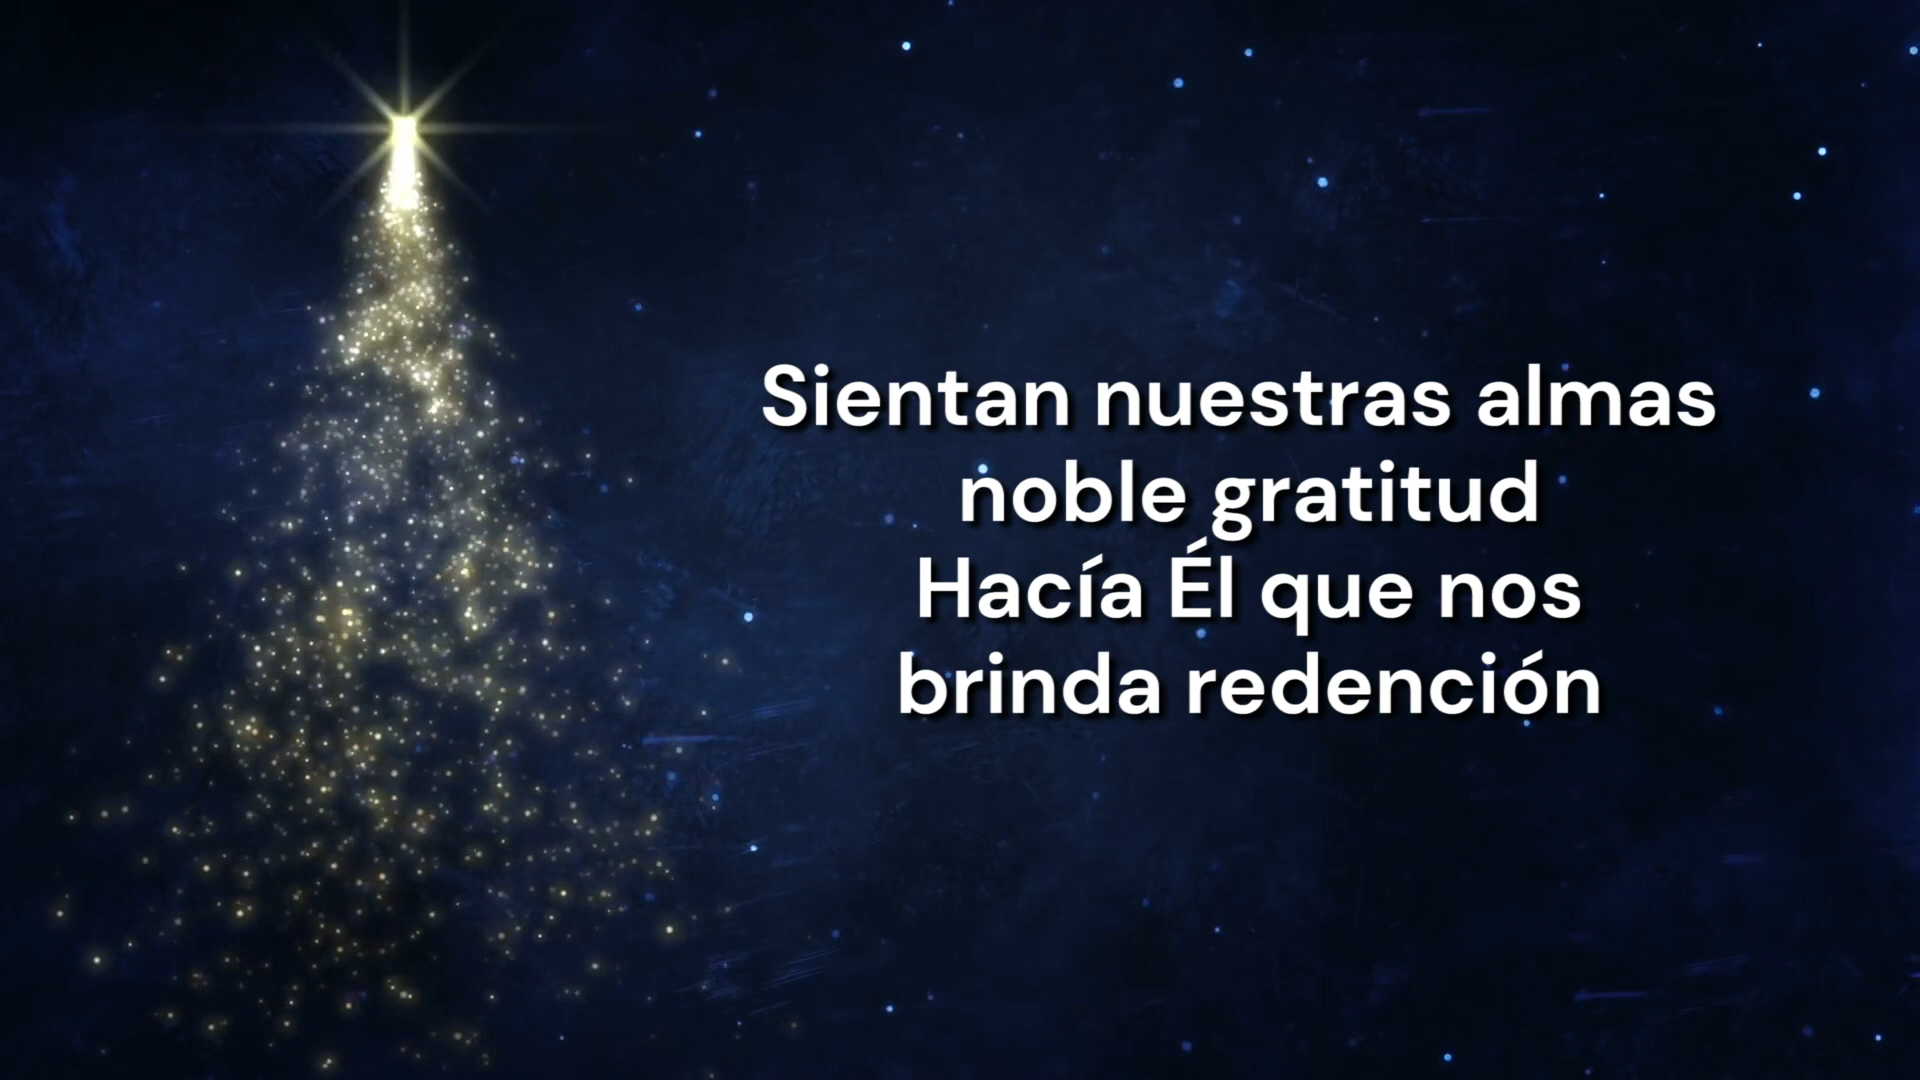 Sientan nuestras almas
noble gratitud
Hacía Él que nos
brinda redención